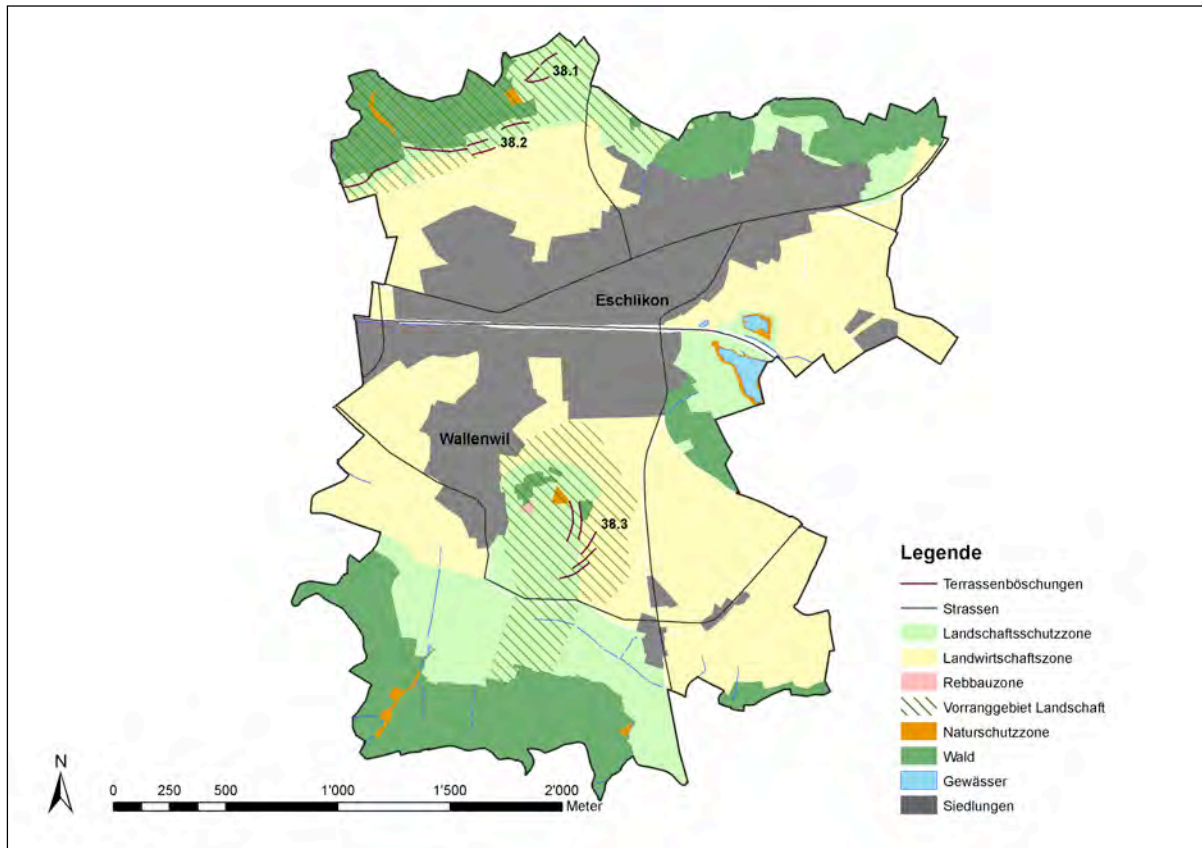 38.1
38.2
Eschlikon
Wallenwil
38.3
Legende
Terrassenböschungen
Strassen
Landschaftsschutzzone
Landwirtschaftszone
Rebbauzone
Vorranggebiet Landschaft
Naturschutzzone
Wald
Gewässer
Siedlungen
N
0 250 500 1'000 1'500 2'000
Meter